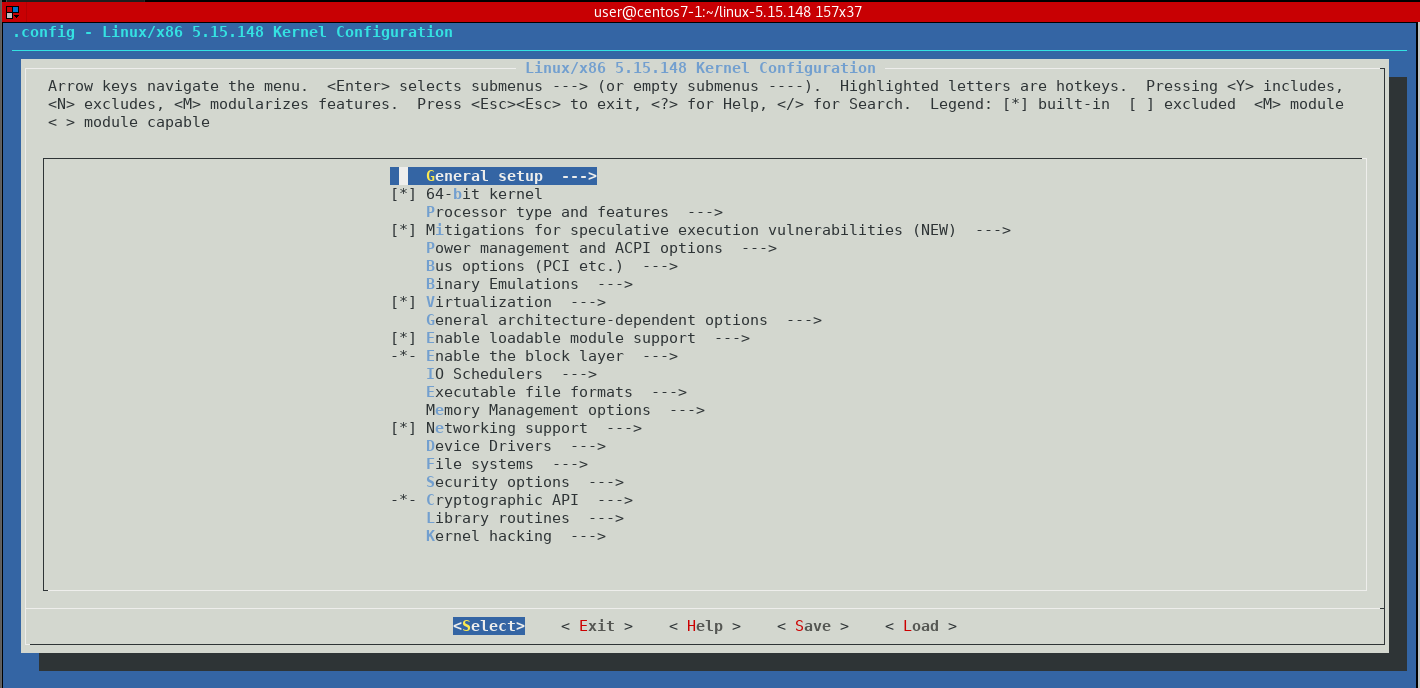 user@centos7-1:~/linux-5.15.148 157x37
.config - Linux/x86 5.15.148 Kernel Configuration
Linux/x86 5.15.148 Kernel Configuration
Arrow keys navigate the menu.  <Enter> selects submenus ---> (or empty submenus ----).  Highlighted letters are hotkeys.  Pressing <Y> includes,
<N> excludes, <M> modularizes features.  Press <Esc><Esc> to exit, <?> for Help, </> for Search.  Legend: [*] built-in  [ ] excluded  <M> module
< > module capable
General setup  --->
[*] 64-bit kernel
Processor type and features  --->
[*] Mitigations for speculative execution vulnerabilities (NEW)  --->
Power management and ACPI options  --->
Bus options (PCI etc.)  --->
Binary Emulations  --->
[*] Virtualization  --->
General architecture-dependent options  --->
[*] Enable loadable module support  --->
-*- Enable the block layer  --->
IO Schedulers  --->
Executable file formats  --->
Memory Management options  --->
[*] Networking support  --->
Device Drivers  --->
File systems  --->
Security options  --->
-*- Cryptographic API  --->
Library routines  --->
Kernel hacking  --->
<Select>    < Exit >    < Help >    < Save >    < Load >